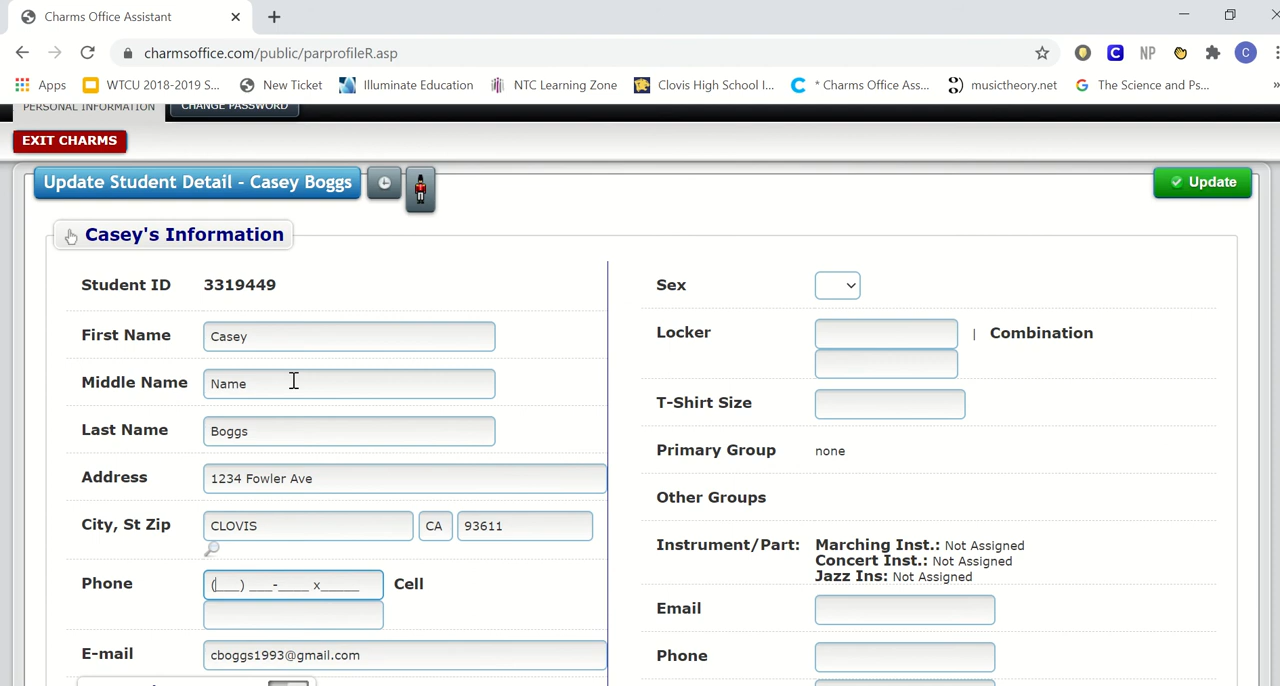 Charms Office Assistant
charmsoffice.com/public/parprofileR.asp
NP
C
Apps WTCU 2018-2019 S... New Ticket Illuminate Education NTC Learning Zone Clovis High School I... * Charms Office Ass... musictheory.net The Science and Ps...
PERSONAL INFORMATION CHANGE PASSWORD
EXIT CHARMS
Update Student Detail - Casey Boggs
Update
Casey's Information
Student ID 3319449
First Name Casey
Middle Name Name
Last Name Boggs
Address 1234 Fowler Ave
City, St Zip CLOVIS CA 93611
Phone (___) ___-____ x_____ Cell
E-mail cboggs1993@gmail.com
Sex
Locker | Combination
T-Shirt Size
Primary Group none
Other Groups
Instrument/Part: Marching Inst.: Not Assigned
Concert Inst.: Not Assigned
Jazz Ins: Not Assigned
Email
Phone